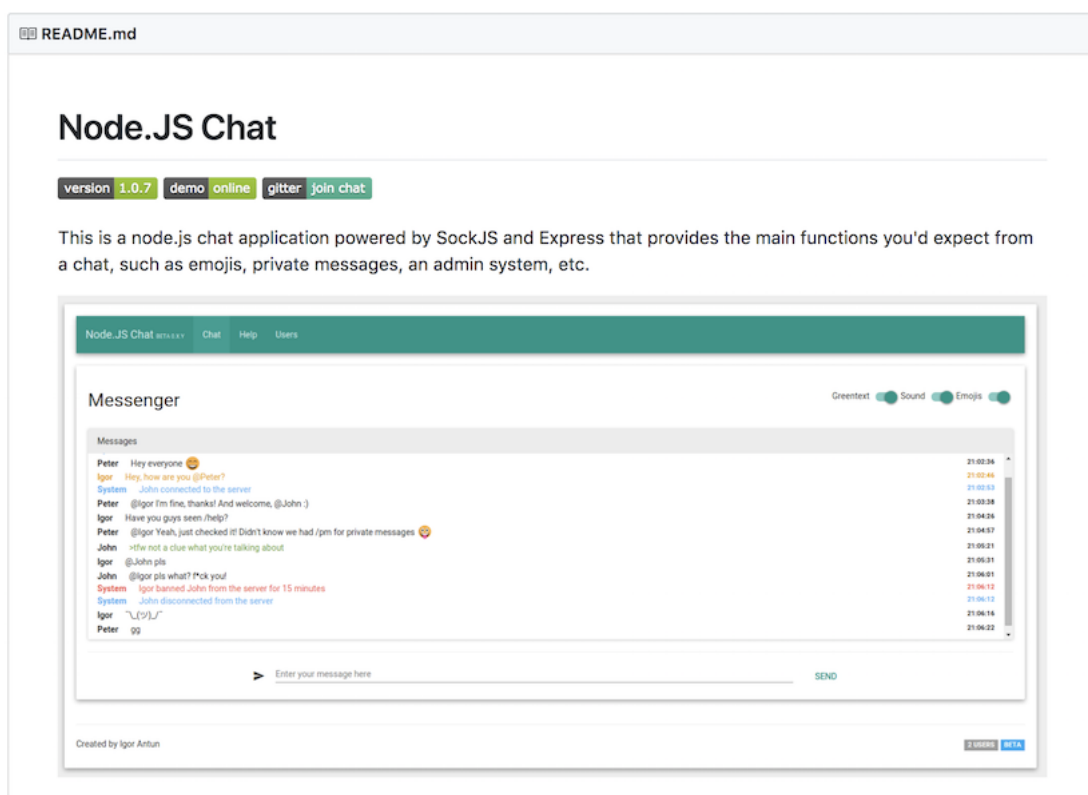 README.md
Node.JS Chat
version 1.0.7 demo online gitter join chat
This is a node.js chat application powered by SockJS and Express that provides the main functions you'd expect from
a chat, such as emojis, private messages, an admin system, etc.
Node.JS Chat Chat Help Users
Messenger
Greentext Sound Emojis
Messages
Peter Hey everyone 21:02:36
Igor Hey, how are you @Peter? 21:02:46
System John connected to the server 21:02:53
Peter @Igor I'm fine, thanks! And welcome, @John :) 21:03:38
Igor Have you guys seen /help? 21:04:26
Peter @Igor Yeah, just checked it! Didn't know we had /pm for private messages 21:04:57
John >tfw not a clue what you're talking about 21:05:21
Igor @John pls 21:05:31
John @Igor pls what? f*ck you! 21:06:01
System Igor banned John from the server for 15 minutes 21:06:12
System John disconnected from the server 21:06:12
Igor ¯\_(ツ)_/¯ 21:06:16
Peter gg 21:06:22
Enter your message here SEND
Created by Igor Antun 2 USERS BETA